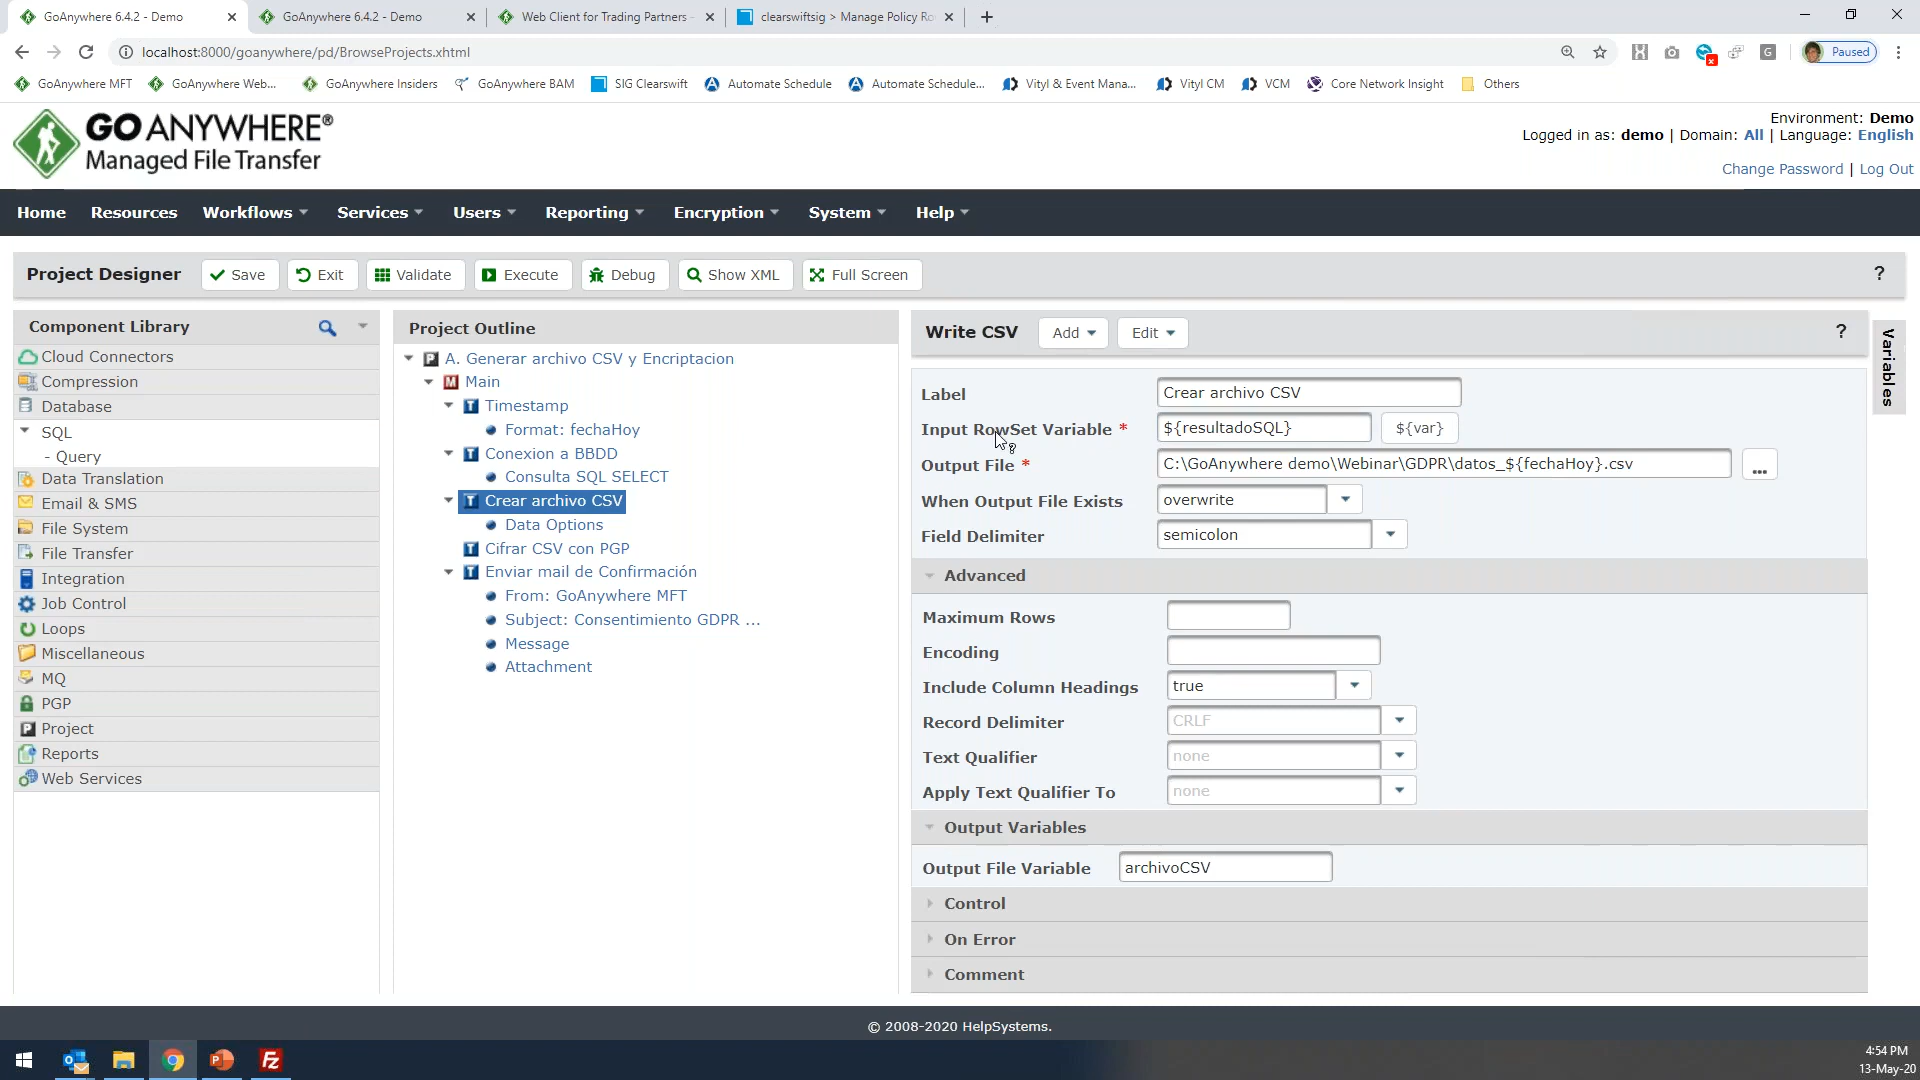 GoAnywhere 6.4.2 - Demo
GoAnywhere 6.4.2 - Demo
Web Client for Trading Partners -
clearswiftsig > Manage Policy Ro
localhost:8000/goanywhere/pd/BrowseProjects.xhtml
Paused
GoAnywhere MFT
GoAnywhere Web...
GoAnywhere Insiders
GoAnywhere BAM
SIG Clearswift
Automate Schedule
Automate Schedule...
Vityl & Event Mana...
Vityl CM
VCM
Core Network Insight
Others
GO ANYWHERE®
Managed File Transfer
Environment: Demo
Logged in as: demo | Domain: All | Language: English
Change Password | Log Out
Home Resources Workflows Services Users Reporting Encryption System Help
Project Designer Save Exit Validate Execute Debug Show XML Full Screen ?
Component Library
Cloud Connectors
Compression
Database
SQL
- Query
Data Translation
Email & SMS
File System
File Transfer
Integration
Job Control
Loops
Miscellaneous
MQ
PGP
Project
Reports
Web Services
Project Outline
A. Generar archivo CSV y Encriptacion
Main
Timestamp
Format: fechaHoy
Conexion a BBDD
Consulta SQL SELECT
Crear archivo CSV
Data Options
Cifrar CSV con PGP
Enviar mail de Confirmación
From: GoAnywhere MFT
Subject: Consentimiento GDPR ...
Message
Attachment
Write CSV Add Edit ?
Label Crear archivo CSV
Input RowSet Variable * ${resultadoSQL} ${var}
Output File * C:\GoAnywhere demo\Webinar\GDPR\datos_${fechaHoy}.csv ...
When Output File Exists overwrite
Field Delimiter semicolon
Advanced
Maximum Rows
Encoding
Include Column Headings true
Record Delimiter CRLF
Text Qualifier none
Apply Text Qualifier To none
Output Variables
Output File Variable archivoCSV
Control
On Error
Comment
Variables
© 2008-2020 HelpSystems.
4:54 PM
13-May-20